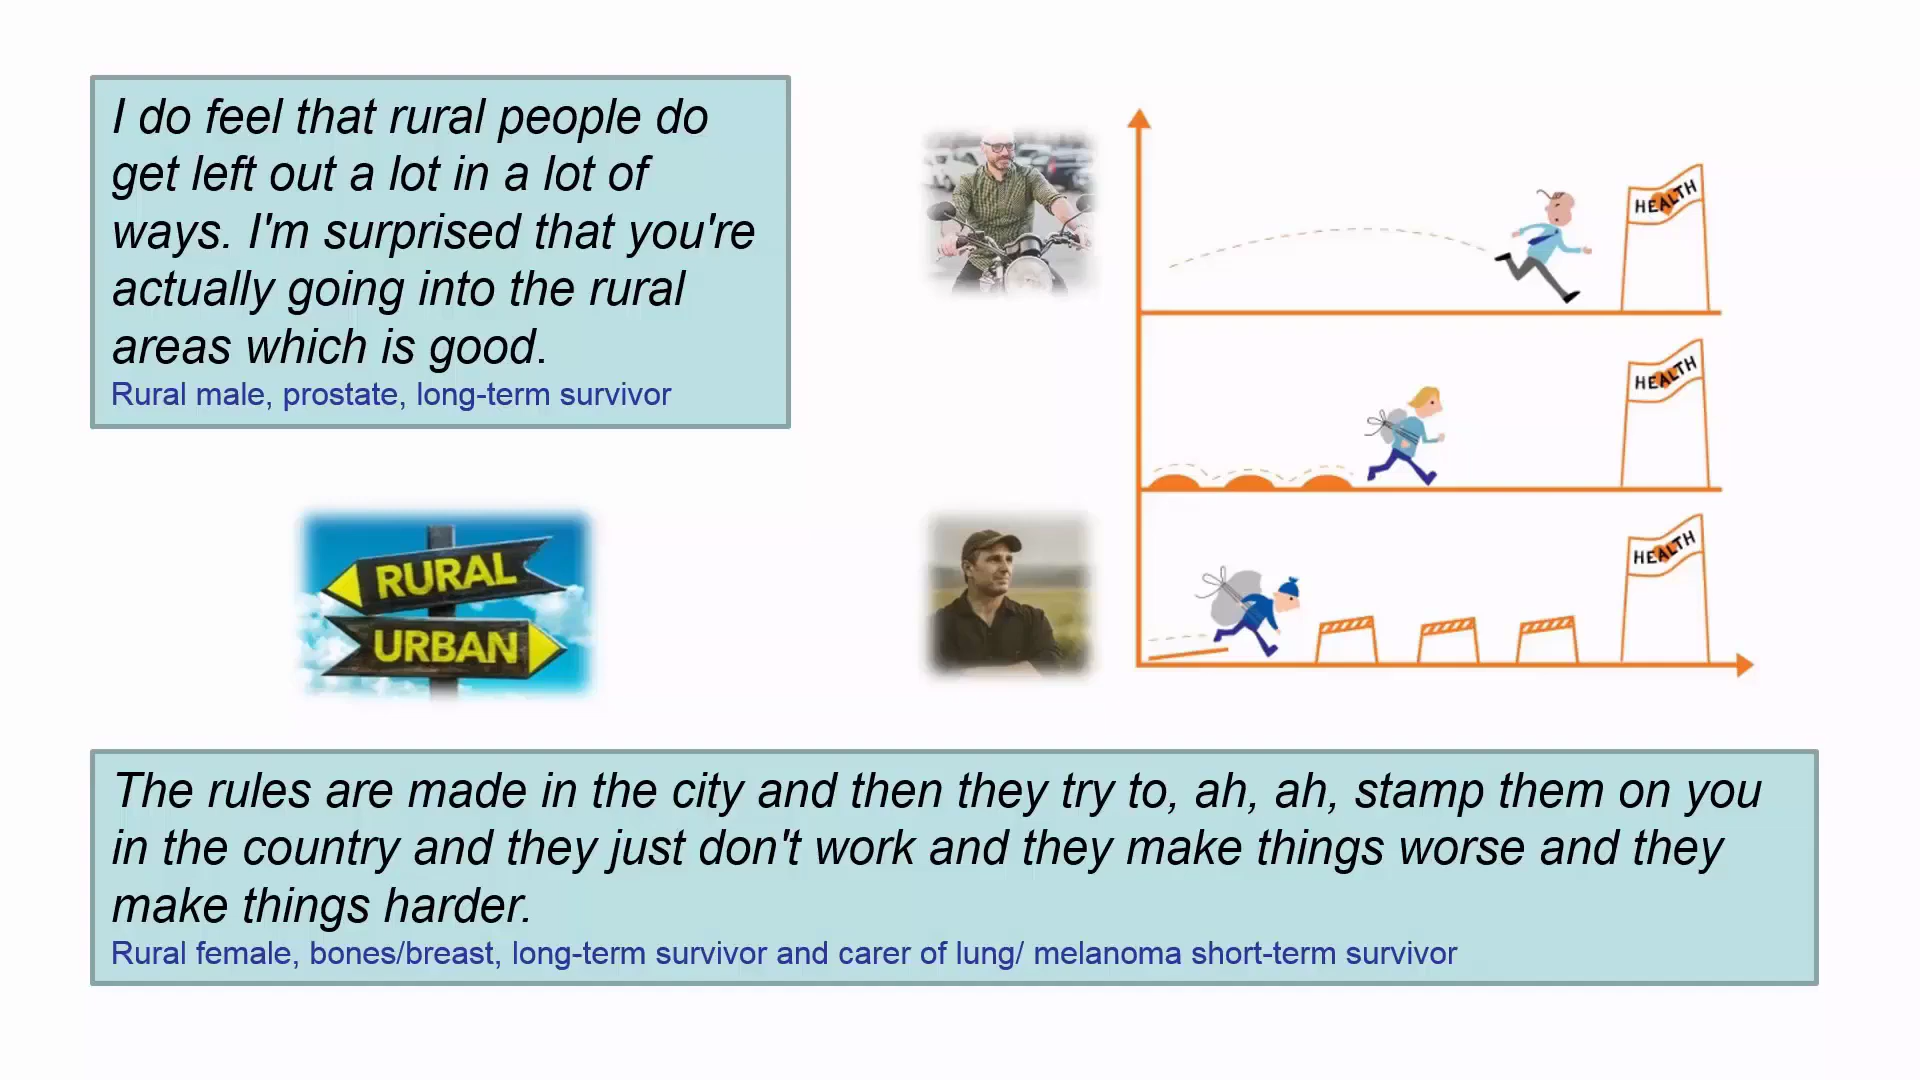 I do feel that rural people do
get left out a lot in a lot of
ways. I'm surprised that you're
actually going into the rural
areas which is good.
Rural male, prostate, long-term survivor
HEALTH
HEALTH
HEALTH
RURAL
URBAN
The rules are made in the city and then they try to, ah, ah, stamp them on you
in the country and they just don't work and they make things worse and they
make things harder.
Rural female, bones/breast, long-term survivor and carer of lung/ melanoma short-term survivor